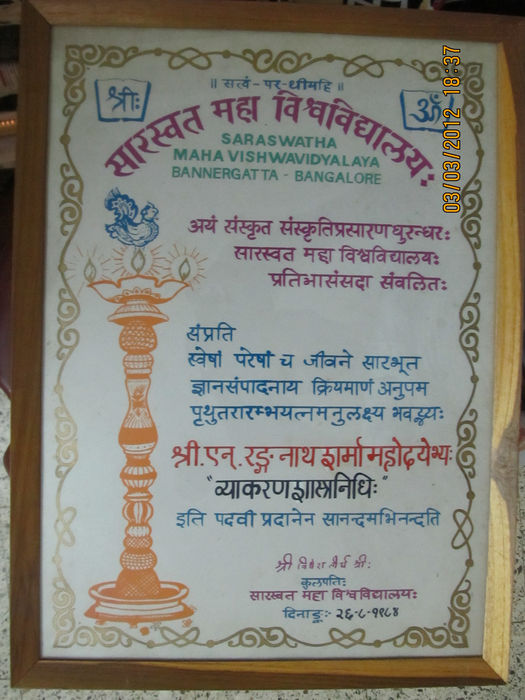 ॥ सत्वं - पर - धीमहि ॥
श्रीः
ॐ
सारस्वत महा विश्वविद्यालयः
SARASWATHA
MAHA VISHWAVIDYALAYA
BANNERGATTA - BANGALORE
अयं संस्कृत संस्कृतिप्रसारणधुरन्धरः
सारस्वत महा विश्वविद्यालयः
प्रतिभासंसदा संवलितः
संप्रति
स्वेषां परेषां च जीवने सारभूत
ज्ञानसंपादनाय क्रियमाणं अनुपम
पृथुतरारम्भयत्नमनुलक्ष्य भवद्भ्यः
श्री. एन्. रङ्गनाथ शर्मा महोदयेभ्यः
"व्याकरणशास्त्रनिधिः"
इति पदवी प्रदानेन सानन्दमभिनन्दति
श्री
श्रीः
कुलपतिः
सारस्वत महा विश्वविद्यालयः
दिनाङ्कः- २६-८-१९८४
03/03/2012 18:37